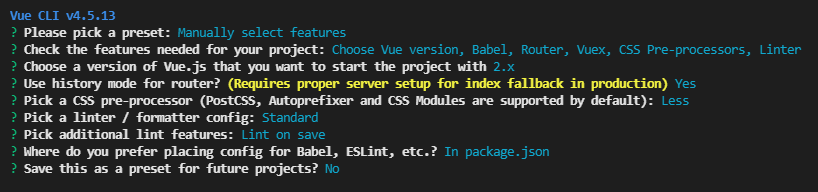 Vue CLI v4.5.13
? Please pick a preset: Manually select features
? Check the features needed for your project: Choose Vue version, Babel, Router, Vuex, CSS Pre-processors, Linter
? Choose a version of Vue.js that you want to start the project with 2.x
? Use history mode for router? (Requires proper server setup for index fallback in production) Yes
? Pick a CSS pre-processor (PostCSS, Autoprefixer and CSS Modules are supported by default): Less
? Pick a linter / formatter config: Standard
? Pick additional lint features: Lint on save
? Where do you prefer placing config for Babel, ESLint, etc.? In package.json
? Save this as a preset for future projects? No